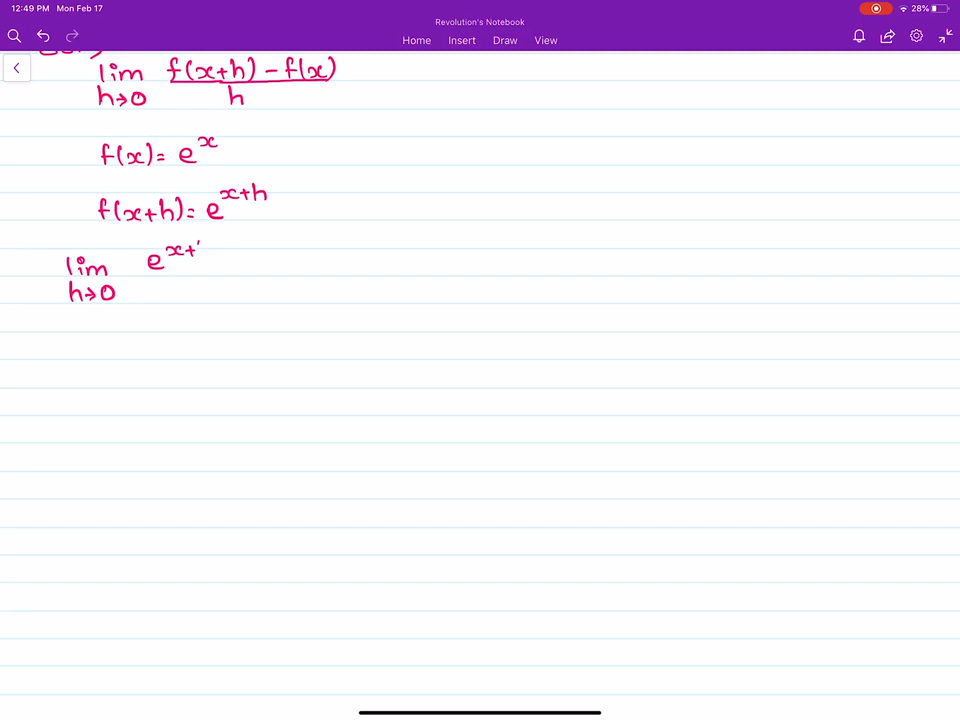 12:49 PM Mon Feb 17
28%
Revolution's Notebook
Home Insert Draw View
lim f(x+h) - f(x)
h→0 h
f(x) = e^x
f(x+h) = e^{x+h}
lim e^{x+
h→0